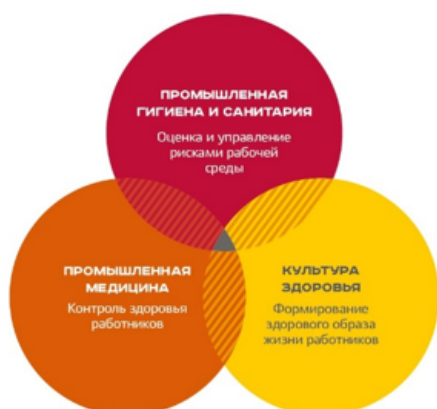 ПРОМЫШЛЕННАЯ
ГИГИЕНА И САНИТАРИЯ
Оценка и управление
рисками рабочей
среды
ПРОМЫШЛЕННАЯ
МЕДИЦИНА
Контроль здоровья
работников
КУЛЬТУРА
ЗДОРОВЬЯ
Формирование
здорового образа
жизни работников